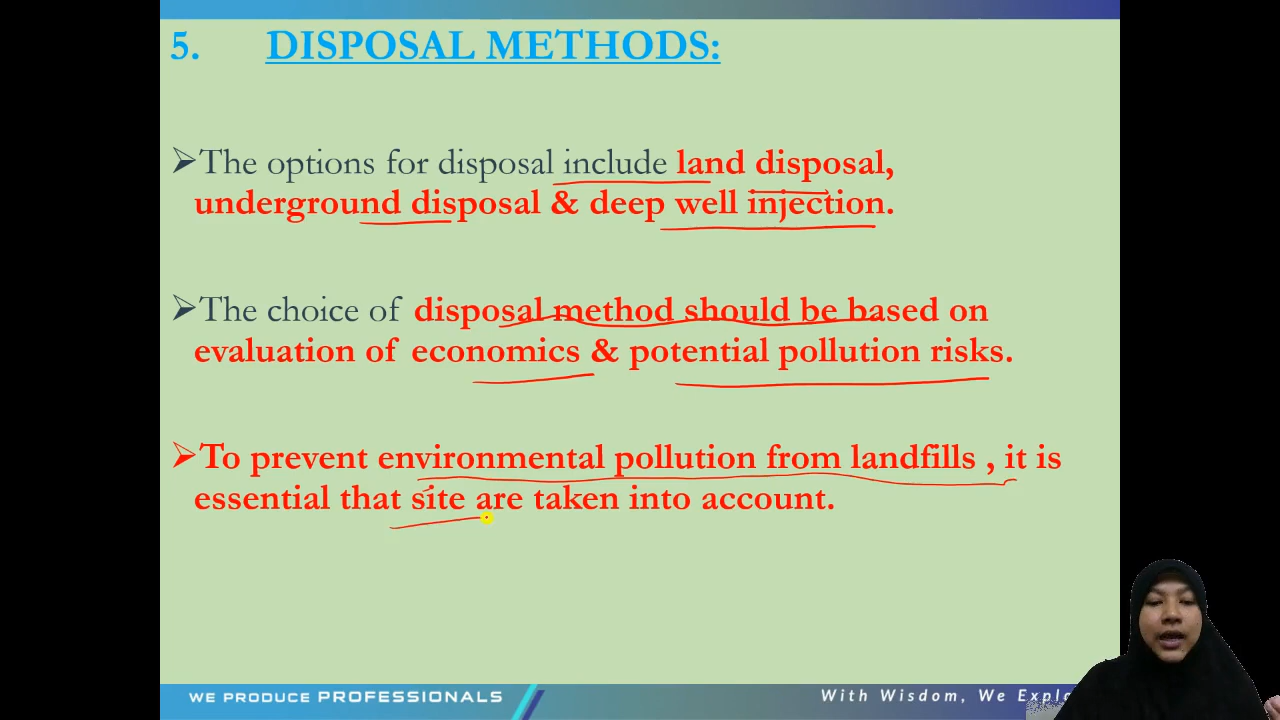 5. DISPOSAL METHODS:
➢The options for disposal include land disposal,
underground disposal & deep well injection.
➢The choice of disposal method should be based on
evaluation of economics & potential pollution risks.
➢To prevent environmental pollution from landfills , it is
essential that site are taken into account.
WE PRODUCE PROFESSIONALS
With Wisdom, We Explo